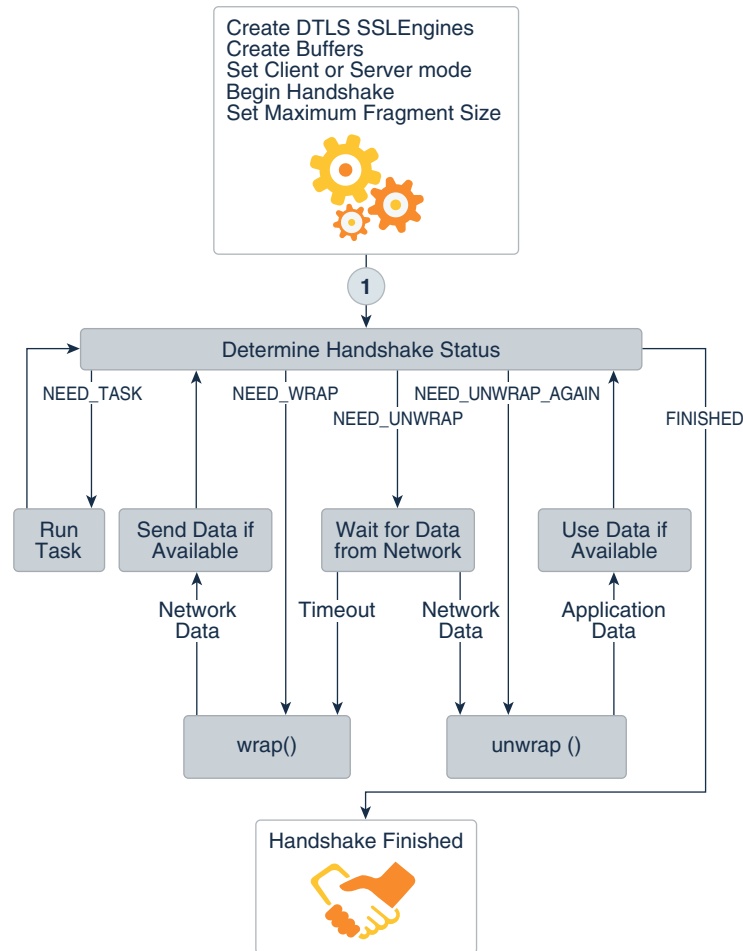 Create DTLS SSLEngines
Create Buffers
Set Client or Server mode
Begin Handshake
Set Maximum Fragment Size
1
Determine Handshake Status
NEED_TASK
NEED_WRAP
NEED_UNWRAP
NEED_UNWRAP_AGAIN
FINISHED
Run
Task
Send Data if
Available
Wait for Data
from Network
Use Data if
Available
Network
Data
Timeout
Network
Data
Application
Data
wrap()
unwrap ()
Handshake Finished